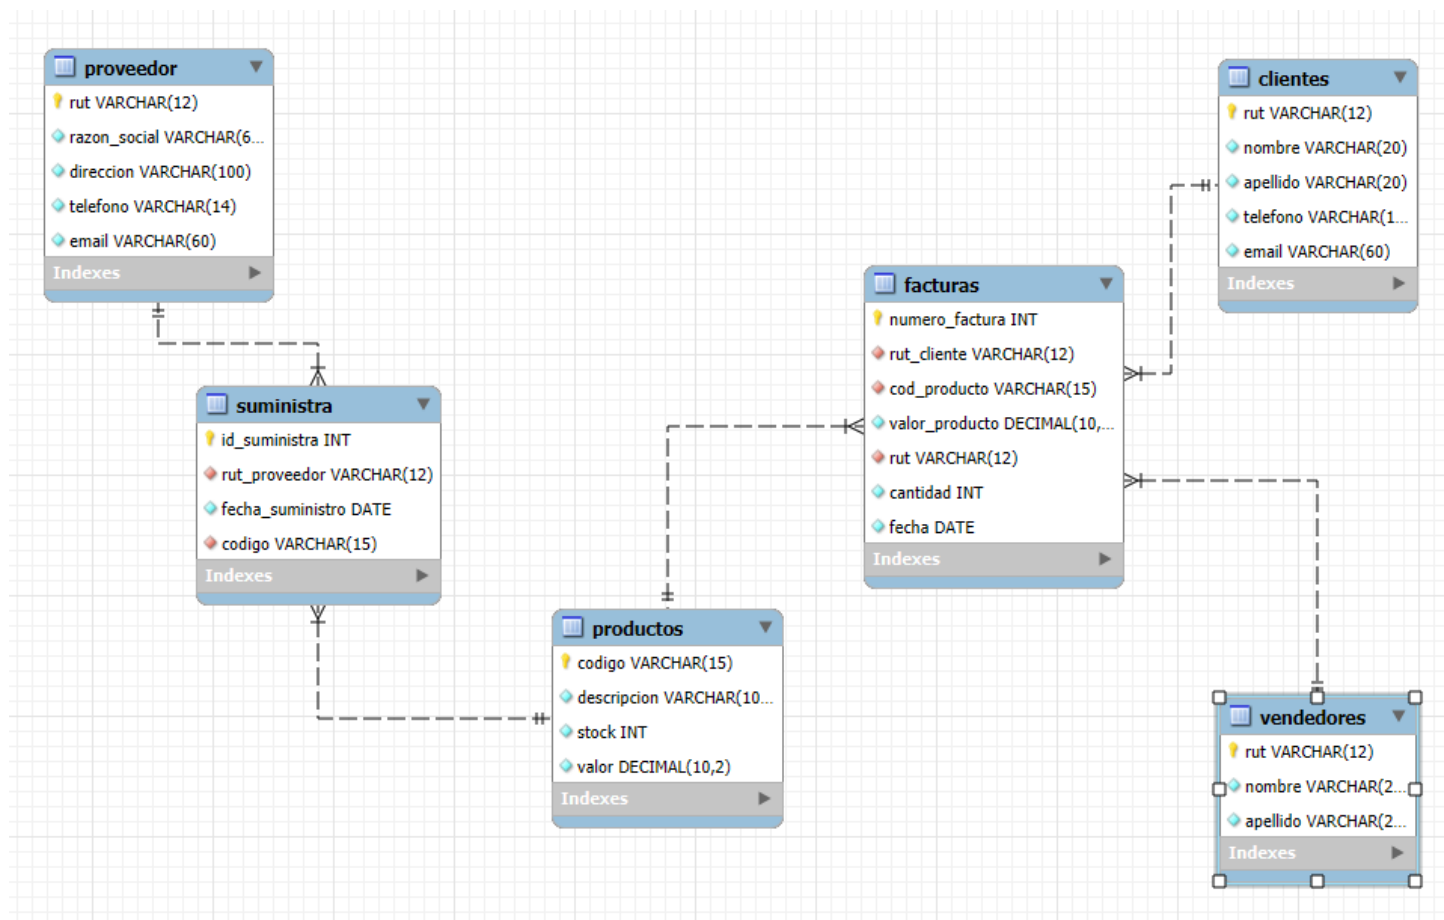 proveedor
rut VARCHAR(12)
razon_social VARCHAR(6...
direccion VARCHAR(100)
telefono VARCHAR(14)
email VARCHAR(60)
Indexes
clientes
rut VARCHAR(12)
nombre VARCHAR(20)
apellido VARCHAR(20)
telefono VARCHAR(1...
email VARCHAR(60)
Indexes
facturas
numero_factura INT
rut_cliente VARCHAR(12)
cod_producto VARCHAR(15)
valor_producto DECIMAL(10,...
rut VARCHAR(12)
cantidad INT
fecha DATE
Indexes
suministra
id_suministra INT
rut_proveedor VARCHAR(12)
fecha_suministro DATE
codigo VARCHAR(15)
Indexes
productos
codigo VARCHAR(15)
descripcion VARCHAR(10...
stock INT
valor DECIMAL(10,2)
Indexes
vendedores
rut VARCHAR(12)
nombre VARCHAR(2...
apellido VARCHAR(2...
Indexes